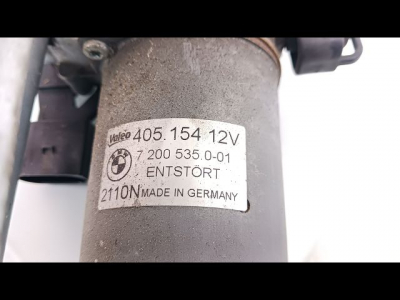 Valeo 405.154 12V
7 200 535.0-01
ENTSTÖRT
2110N MADE IN GERMANY